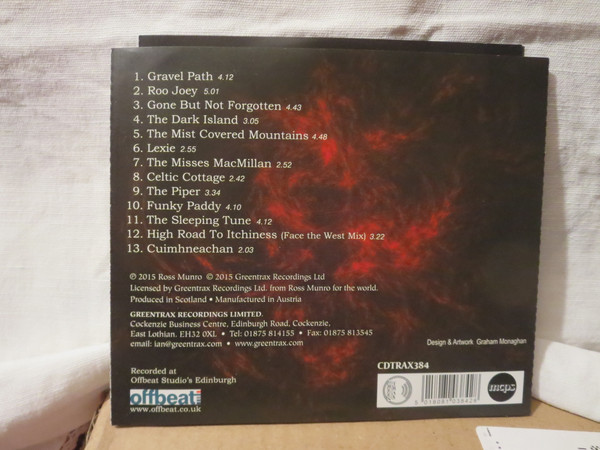 1. Gravel Path 4.12
2. Roo Joey 5.01
3. Gone But Not Forgotten 4.43
4. The Dark Island 3.05
5. The Mist Covered Mountains 4.48
6. Lexie 2.55
7. The Misses MacMillan 2.52
8. Celtic Cottage 2.42
9. The Piper 3.34
10. Funky Paddy 4.10
11. The Sleeping Tune 4.12
12. High Road To Itchiness (Face the West Mix) 3.22
13. Cuimhneachan 2.03
℗ 2015 Ross Munro © 2015 Greentrax Recordings Ltd
Licensed by Greentrax Recordings Ltd. from Ross Munro for the world.
Produced in Scotland • Manufactured in Austria
GREENTRAX RECORDINGS LIMITED.
Cockenzie Business Centre, Edinburgh Road, Cockenzie,
East Lothian. EH32 0XL • Tel: 01875 814155 • Fax: 01875 813545
email: ian@greentrax.com • www.greentrax.com
Design & Artwork Graham Monaghan
CDTRAX384
Recorded at
Offbeat Studio's Edinburgh
offbeat
www.offbeat.co.uk
mcps